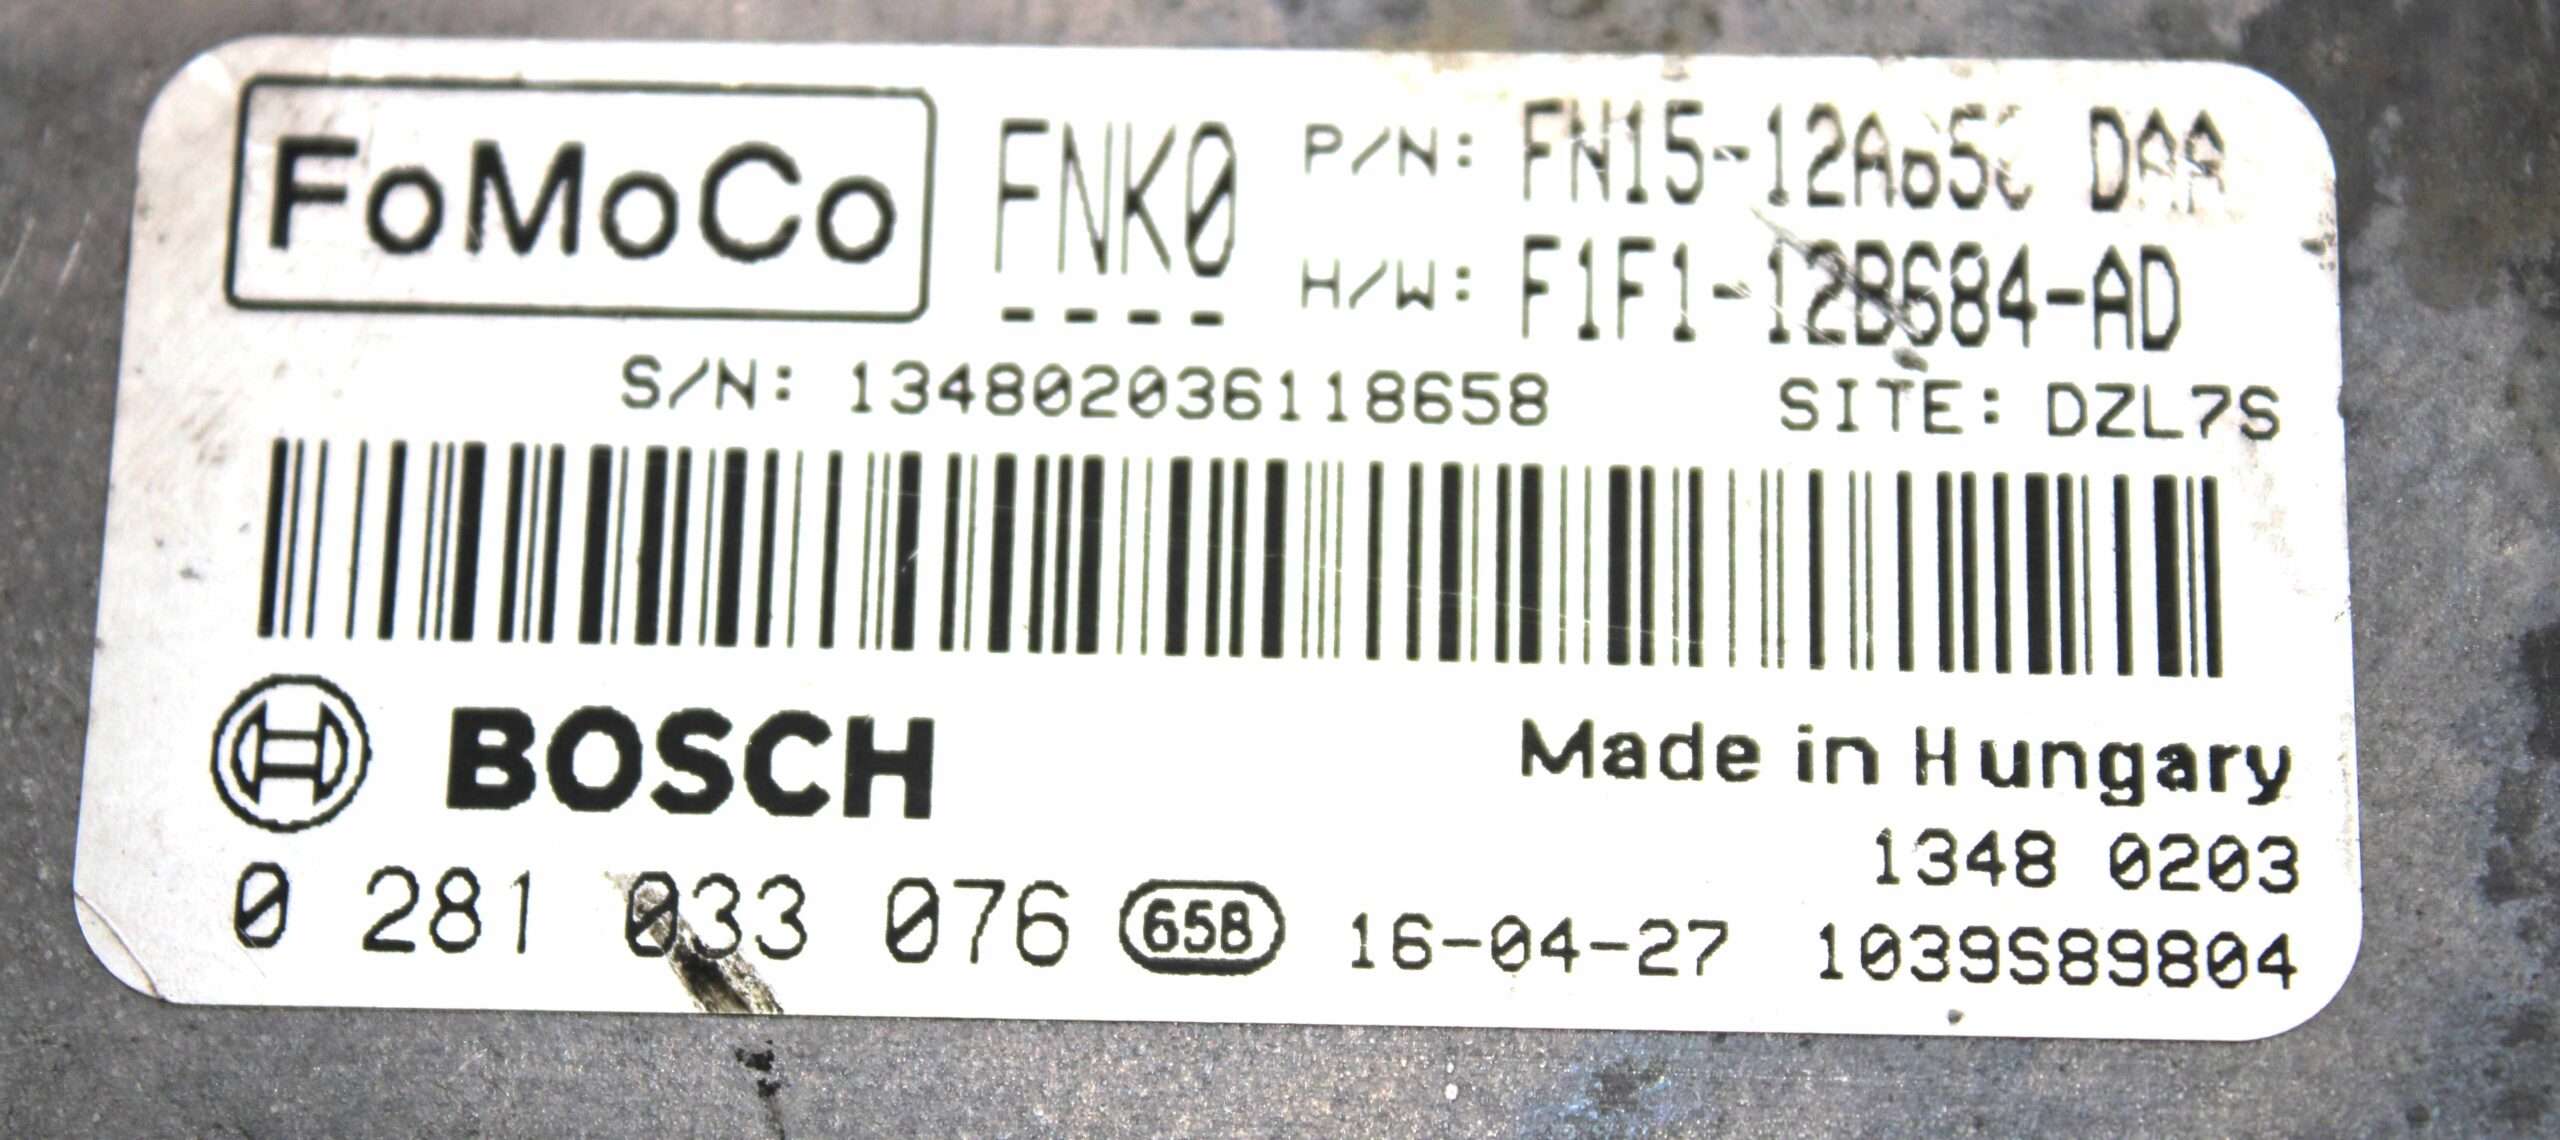 FoMoCo FNK0 P/N: DAA
---- H/W: F1F1-12B684-AD
S/N: 134802036118658 SITE: DZL7S
BOSCH Made in Hungary
1348 0203
0 281 033 076 658 16-04-27 1039S89804